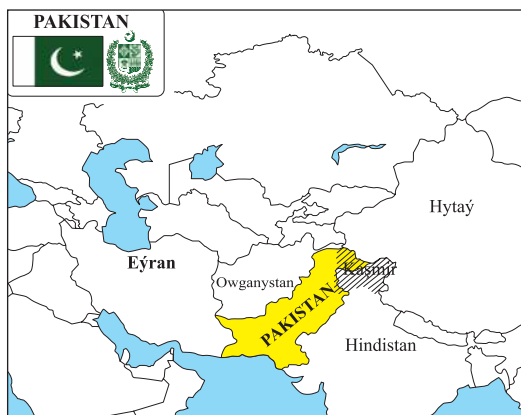 PAKISTAN
Hytaý
Eýran
Kaşmir
Owganystan
PAKISTAN
Hindistan